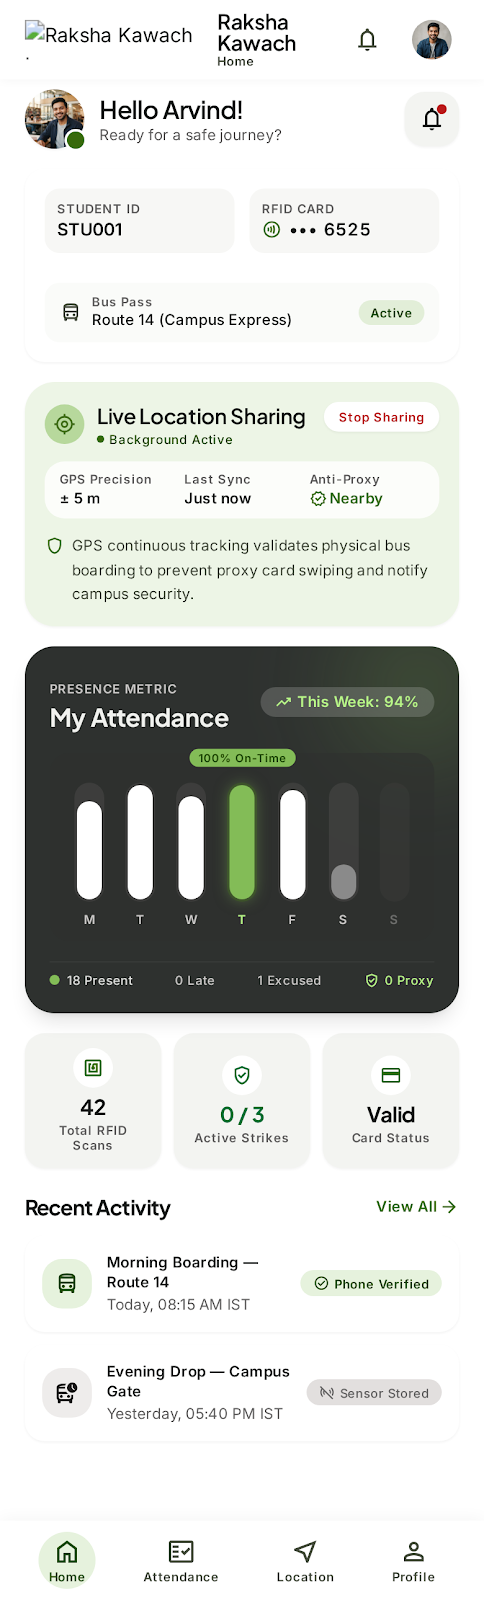 Raksha Kawach
.
Raksha
Kawach
Home
Hello Arvind!
Ready for a safe journey?
STUDENT ID
STU001
RFID CARD
••• 6525
Bus Pass
Route 14 (Campus Express)
Active
Live Location Sharing
Background Active
Stop Sharing
GPS Precision
± 5 m
Last Sync
Just now
Anti-Proxy
Nearby
GPS continuous tracking validates physical bus
boarding to prevent proxy card swiping and notify
campus security.
PRESENCE METRIC
My Attendance
This Week: 94%
100% On-Time
M T W T F S S
18 Present
0 Late
1 Excused
0 Proxy
42
Total RFID
Scans
0 / 3
Active Strikes
Valid
Card Status
Recent Activity
View All →
Morning Boarding —
Route 14
Today, 08:15 AM IST
Phone Verified
Evening Drop — Campus
Gate
Yesterday, 05:40 PM IST
Sensor Stored
Home
Attendance
Location
Profile